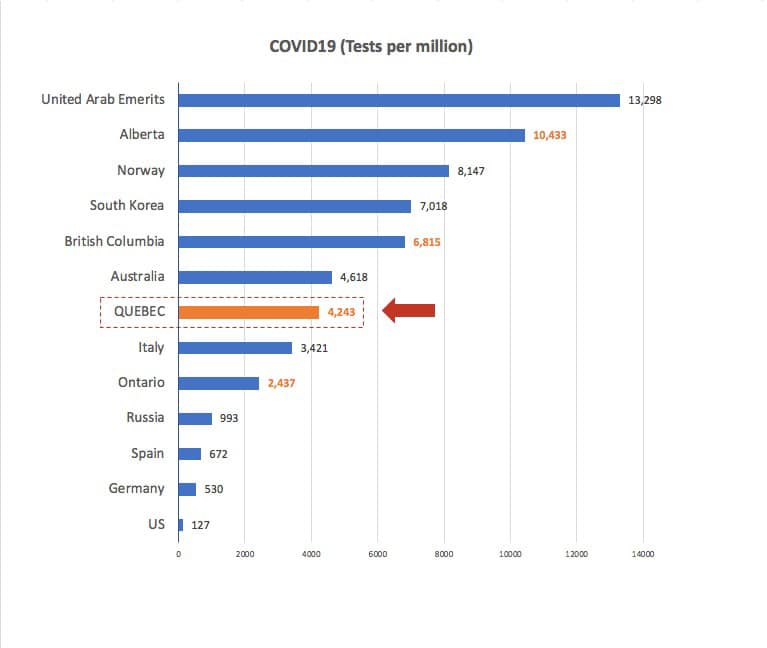 COVID19 (Tests per million)
United Arab Emerits 13,298
Alberta 10,433
Norway 8,147
South Korea 7,018
British Columbia 6,815
Australia 4,618
QUEBEC 4,243
Italy 3,421
Ontario 2,437
Russia 993
Spain 672
Germany 530
US 127
0 2000 4000 6000 8000 10000 12000 14000